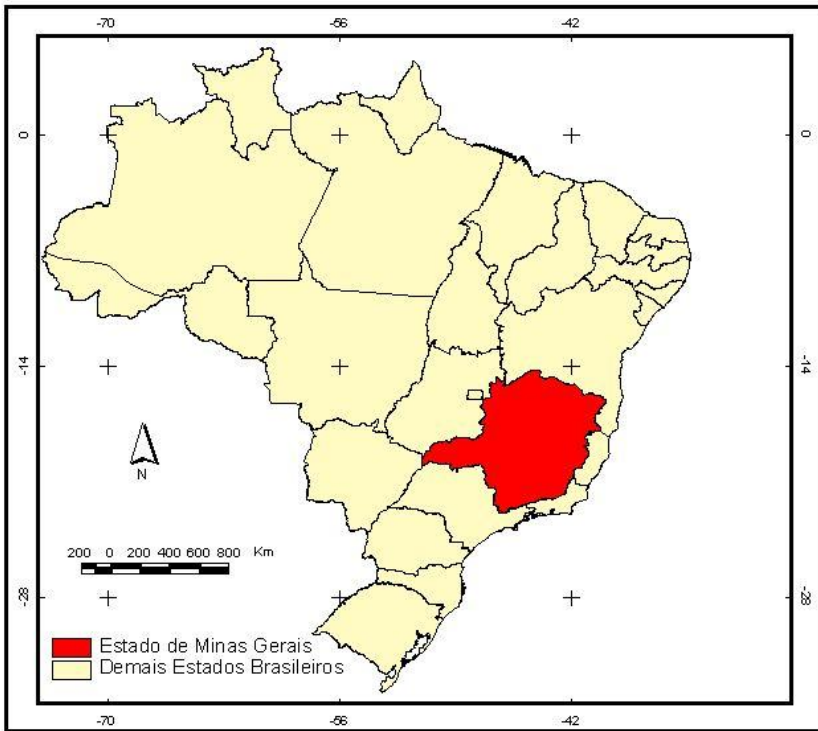 -70 -56 -42
0 0
-14 -14
N
200 0 200 400 600 800 Km
-28 -28
Estado de Minas Gerais
Demais Estados Brasileiros
-70 -56 -42